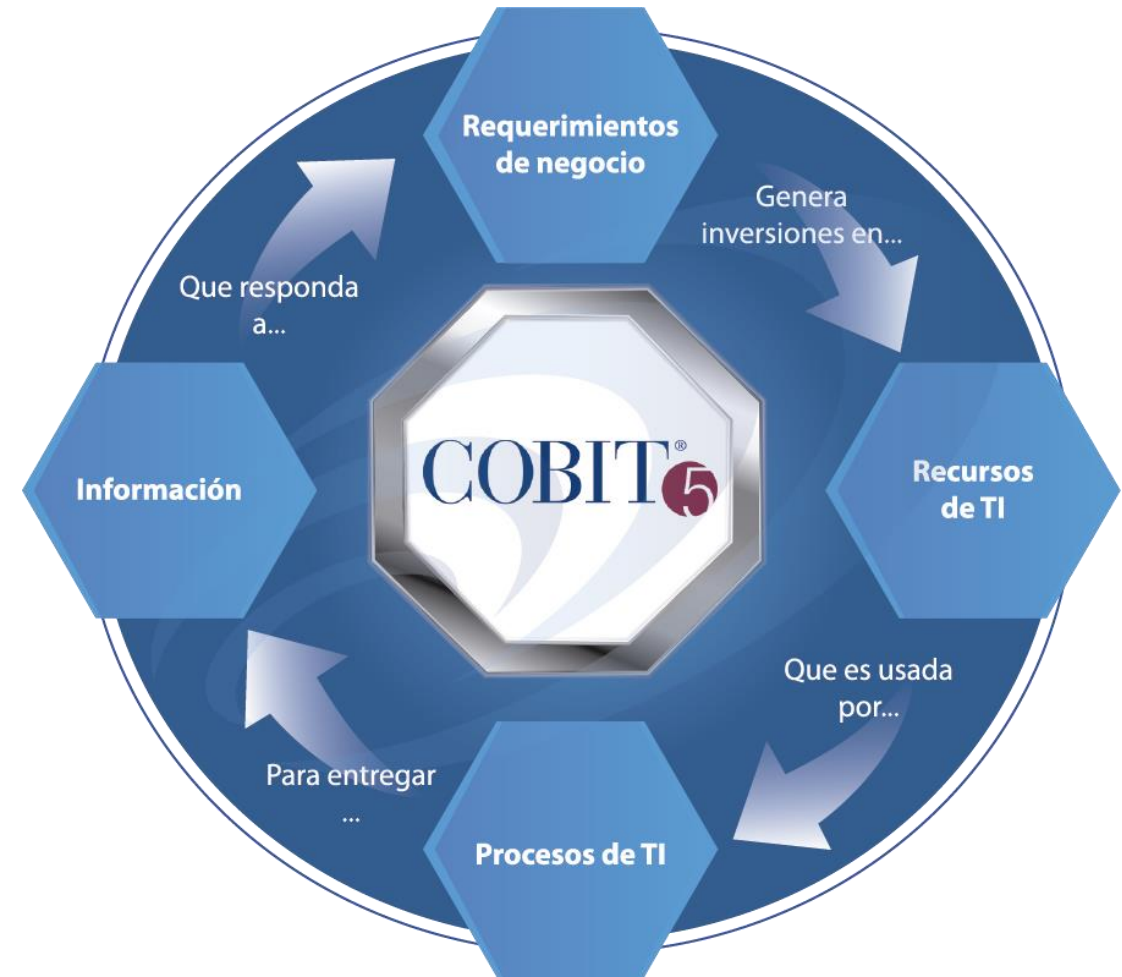 Requerimientos
de negocio
Genera
inversiones en...
Que responda
a...
COBIT® 5
Información
Recursos
de TI
Que es usada
por...
Para entregar
...
Procesos de TI